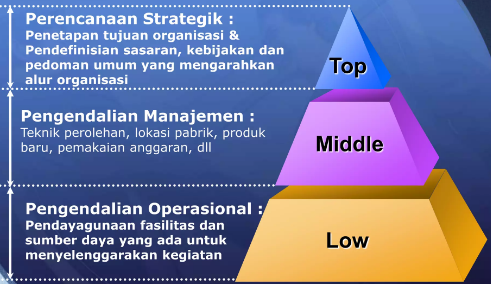 Perencanaan Strategik :
Penetapan tujuan organisasi &
Pendefinisian sasaran, kebijakan dan
pedoman umum yang mengarahkan
alur organisasi
Top
Pengendalian Manajemen :
Teknik perolehan, lokasi pabrik, produk
baru, pemakaian anggaran, dll
Middle
Pengendalian Operasional :
Pendayagunaan fasilitas dan
sumber daya yang ada untuk
menyelenggarakan kegiatan
Low